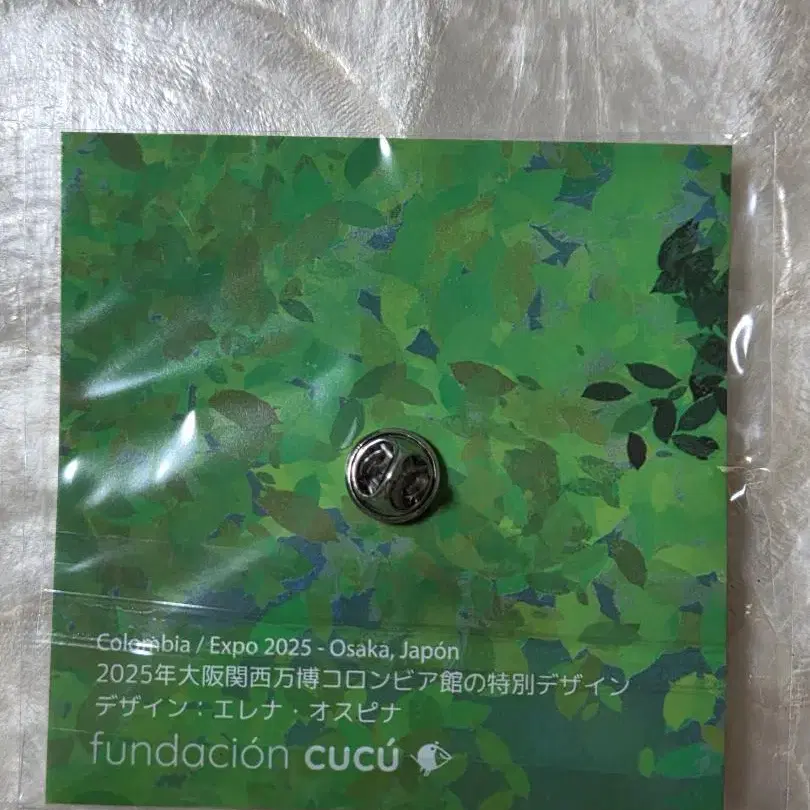 Colombia / Expo 2025 - Osaka, Japón
2025年大阪関西万博コロンビア館の特別デザイン
デザイン：エレナ・オスピナ
fundación cucú